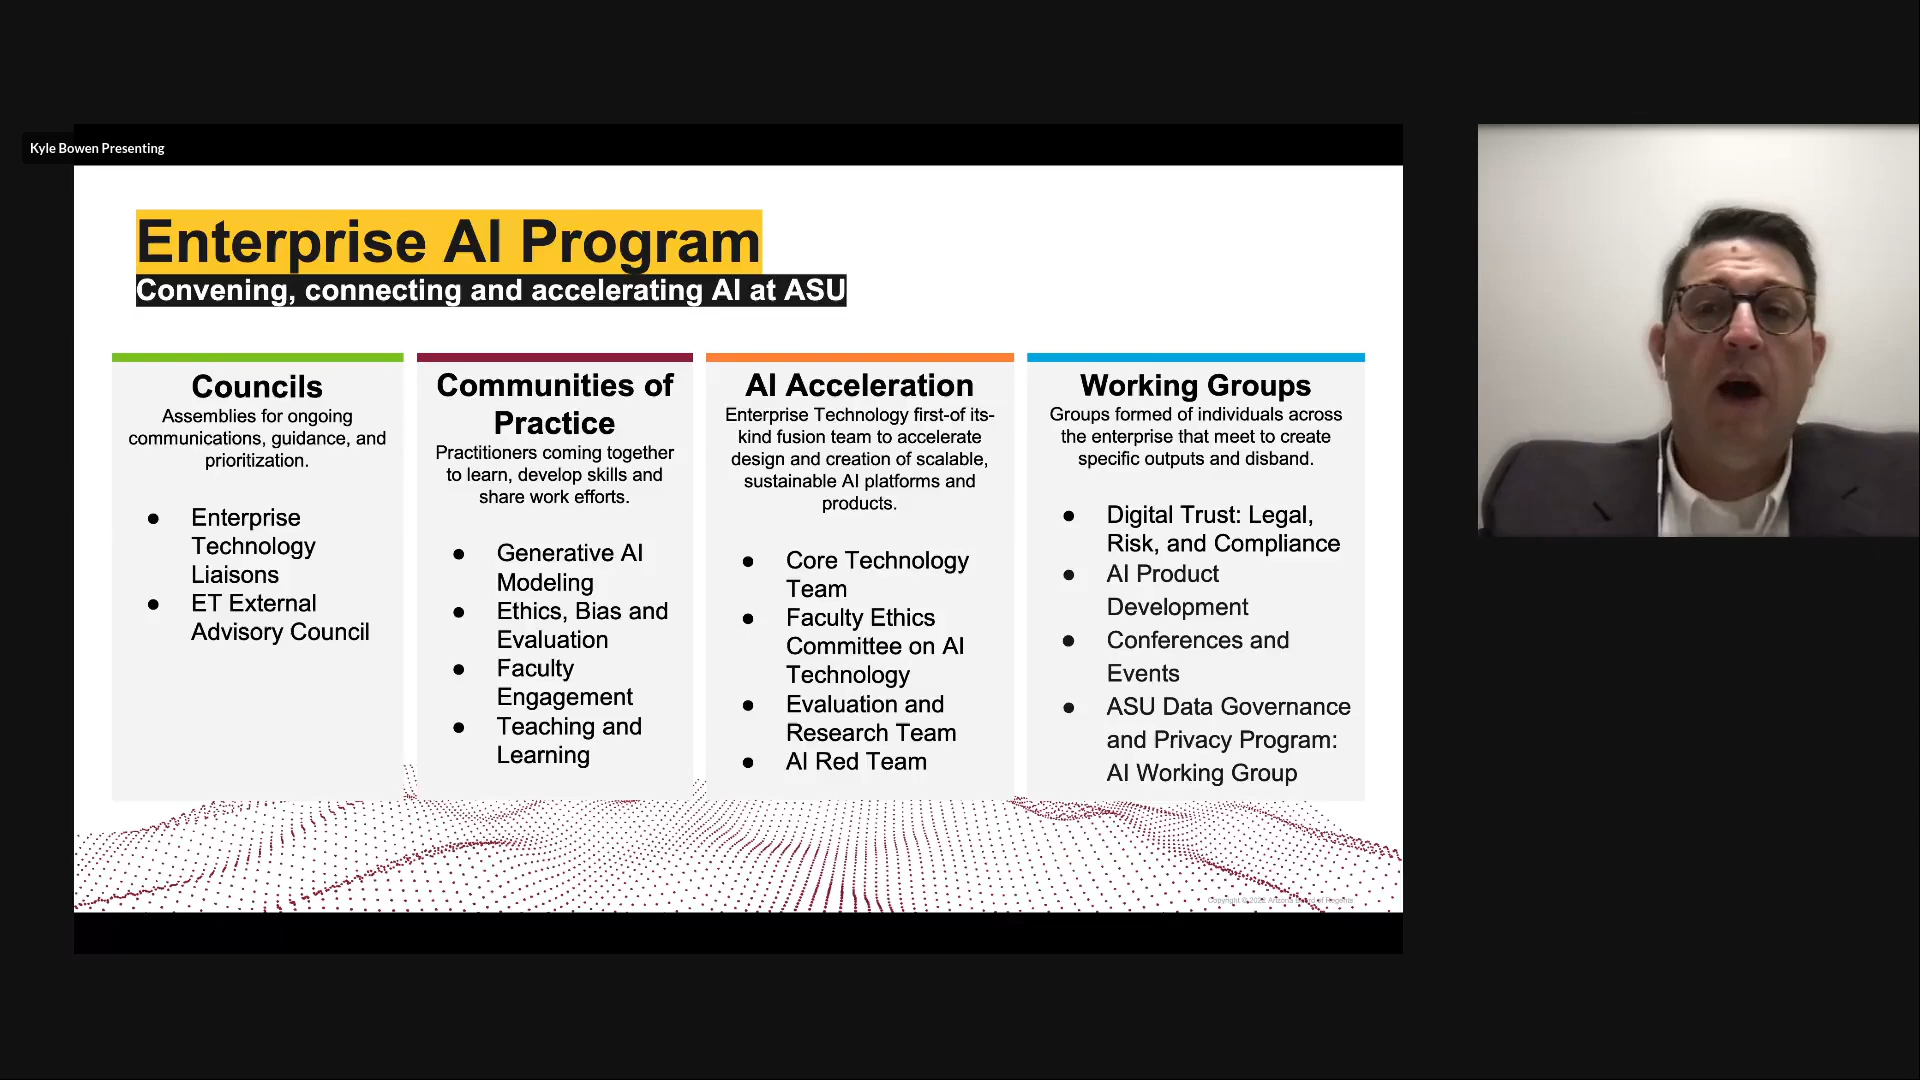 Kyle Bowen Presenting
Enterprise AI Program
Convening, connecting and accelerating AI at ASU
Councils
Assemblies for ongoing
communications, guidance, and
prioritization.
● Enterprise
Technology
Liaisons
● ET External
Advisory Council
Communities of
Practice
Practitioners coming together
to learn, develop skills and
share work efforts.
● Generative AI
Modeling
● Ethics, Bias and
Evaluation
● Faculty
Engagement
● Teaching and
Learning
AI Acceleration
Enterprise Technology first-of its-
kind fusion team to accelerate
design and creation of scalable,
sustainable AI platforms and
products.
● Core Technology
Team
● Faculty Ethics
Committee on AI
Technology
● Evaluation and
Research Team
● AI Red Team
Working Groups
Groups formed of individuals across
the enterprise that meet to create
specific outputs and disband.
● Digital Trust: Legal,
Risk, and Compliance
● AI Product
Development
● Conferences and
Events
● ASU Data Governance
and Privacy Program:
AI Working Group
Copyright © Arizona Board of Regents